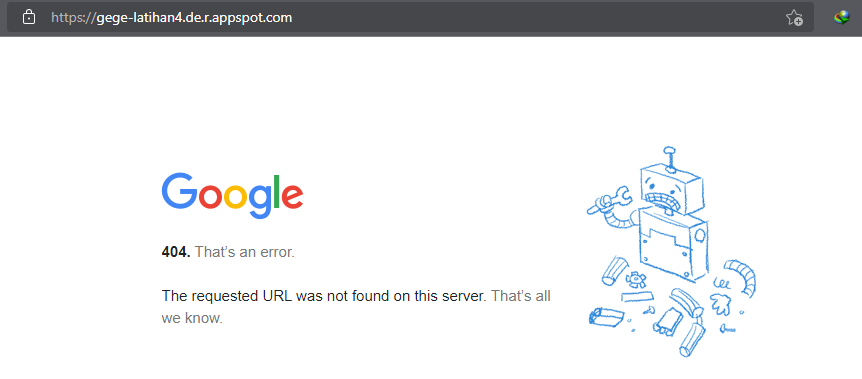 https://gege-latihan4.de.r.appspot.com
Google
404. That's an error.
The requested URL was not found on this server. That's all
we know.